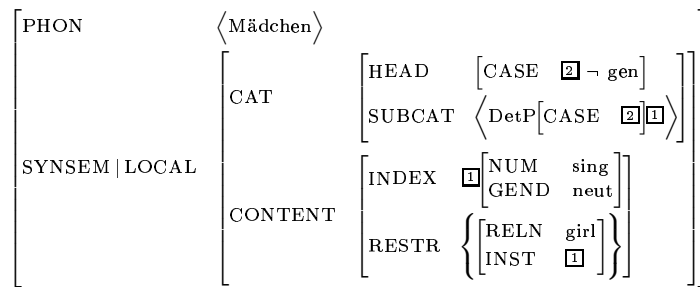 PHON ⟨Mädchen⟩
HEAD [CASE 2 ¬ gen]
CAT
SUBCAT ⟨DetP[CASE 2]1⟩
SYNSEM | LOCAL
INDEX 1[NUM sing
GEND neut]
CONTENT
RESTR {[RELN girl
INST 1]}